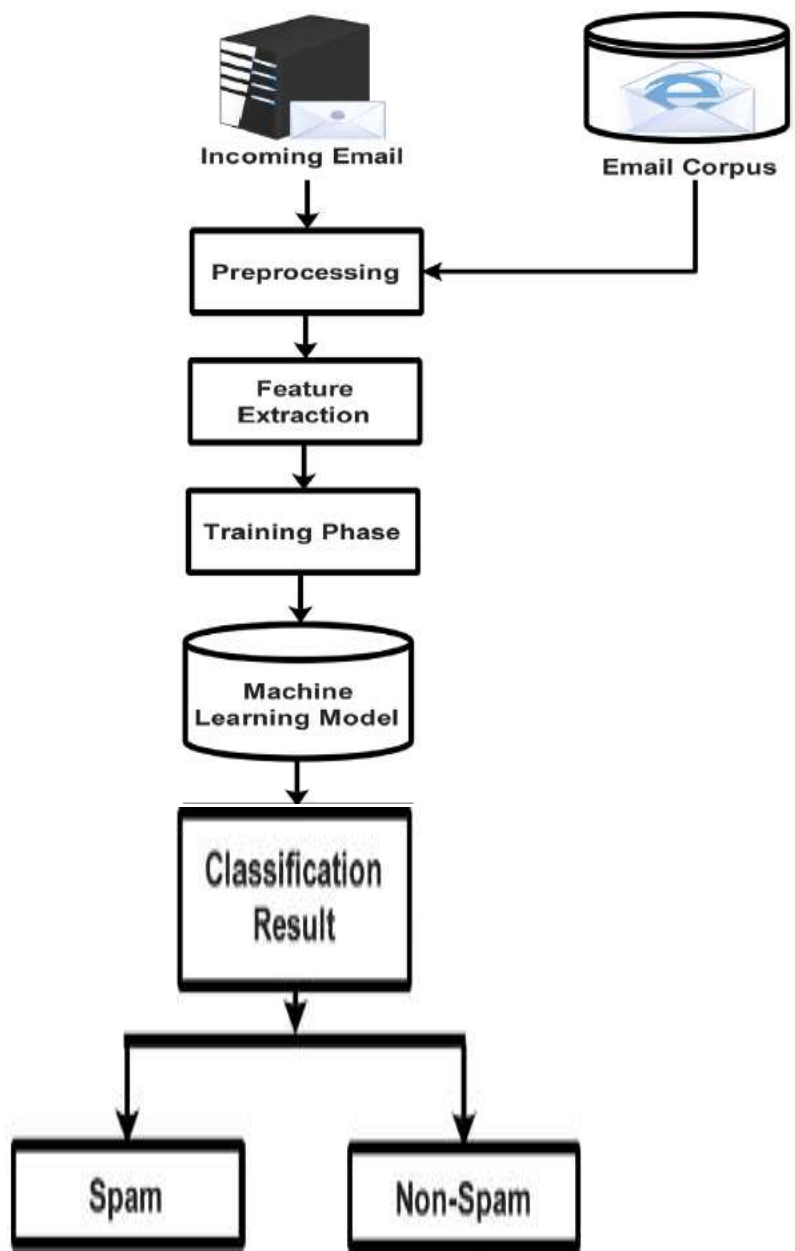 Incoming Email
Email Corpus
Preprocessing
Feature
Extraction
Training Phase
Machine
Learning Model
Classification
Result
Spam
Non-Spam